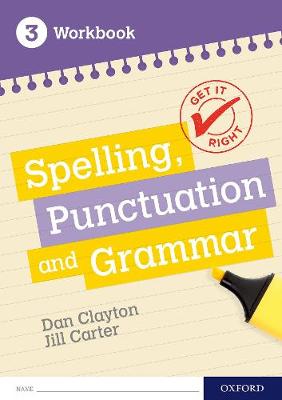 3 Workbook
GET IT
RIGHT
Spelling,
Punctuation
and Grammar
Dan Clayton
Jill Carter
NAME
OXFORD